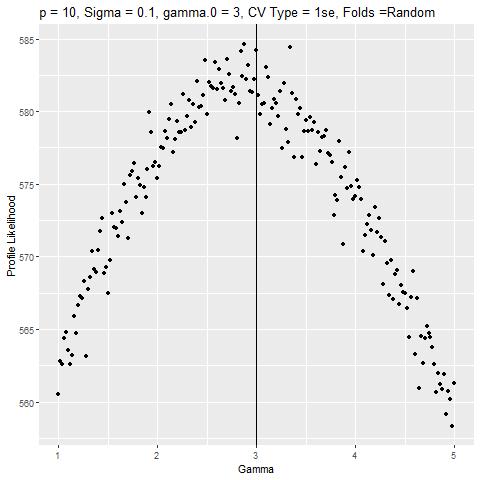 p = 10, Sigma = 0.1, gamma.0 = 3, CV Type = 1se, Folds =Random
Profile Likelihood
585
580
575
570
565
560
1 2 3 4 5
Gamma